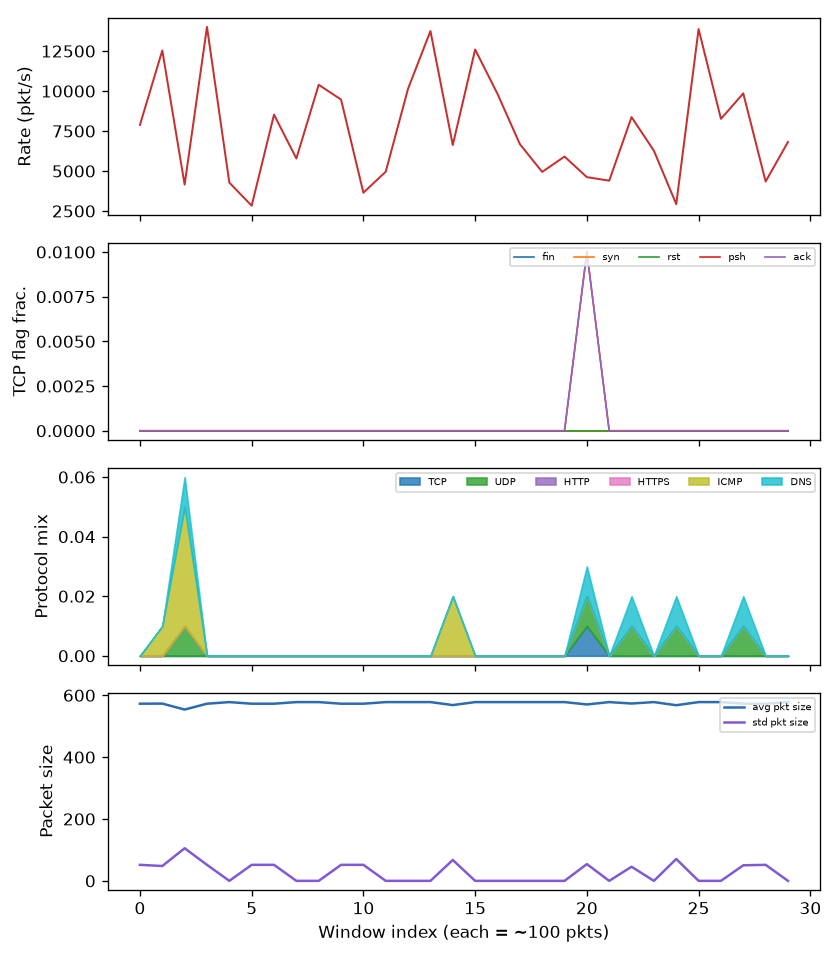 12500
10000
7500
5000
2500
Rate (pkt/s)
fin syn rst psh ack
0.0100
0.0075
0.0050
0.0025
0.0000
TCP flag frac.
TCP UDP HTTP HTTPS ICMP DNS
0.06
0.04
0.02
0.00
Protocol mix
avg pkt size
std pkt size
600
400
200
0
Packet size
0 5 10 15 20 25 30
Window index (each = ~100 pkts)